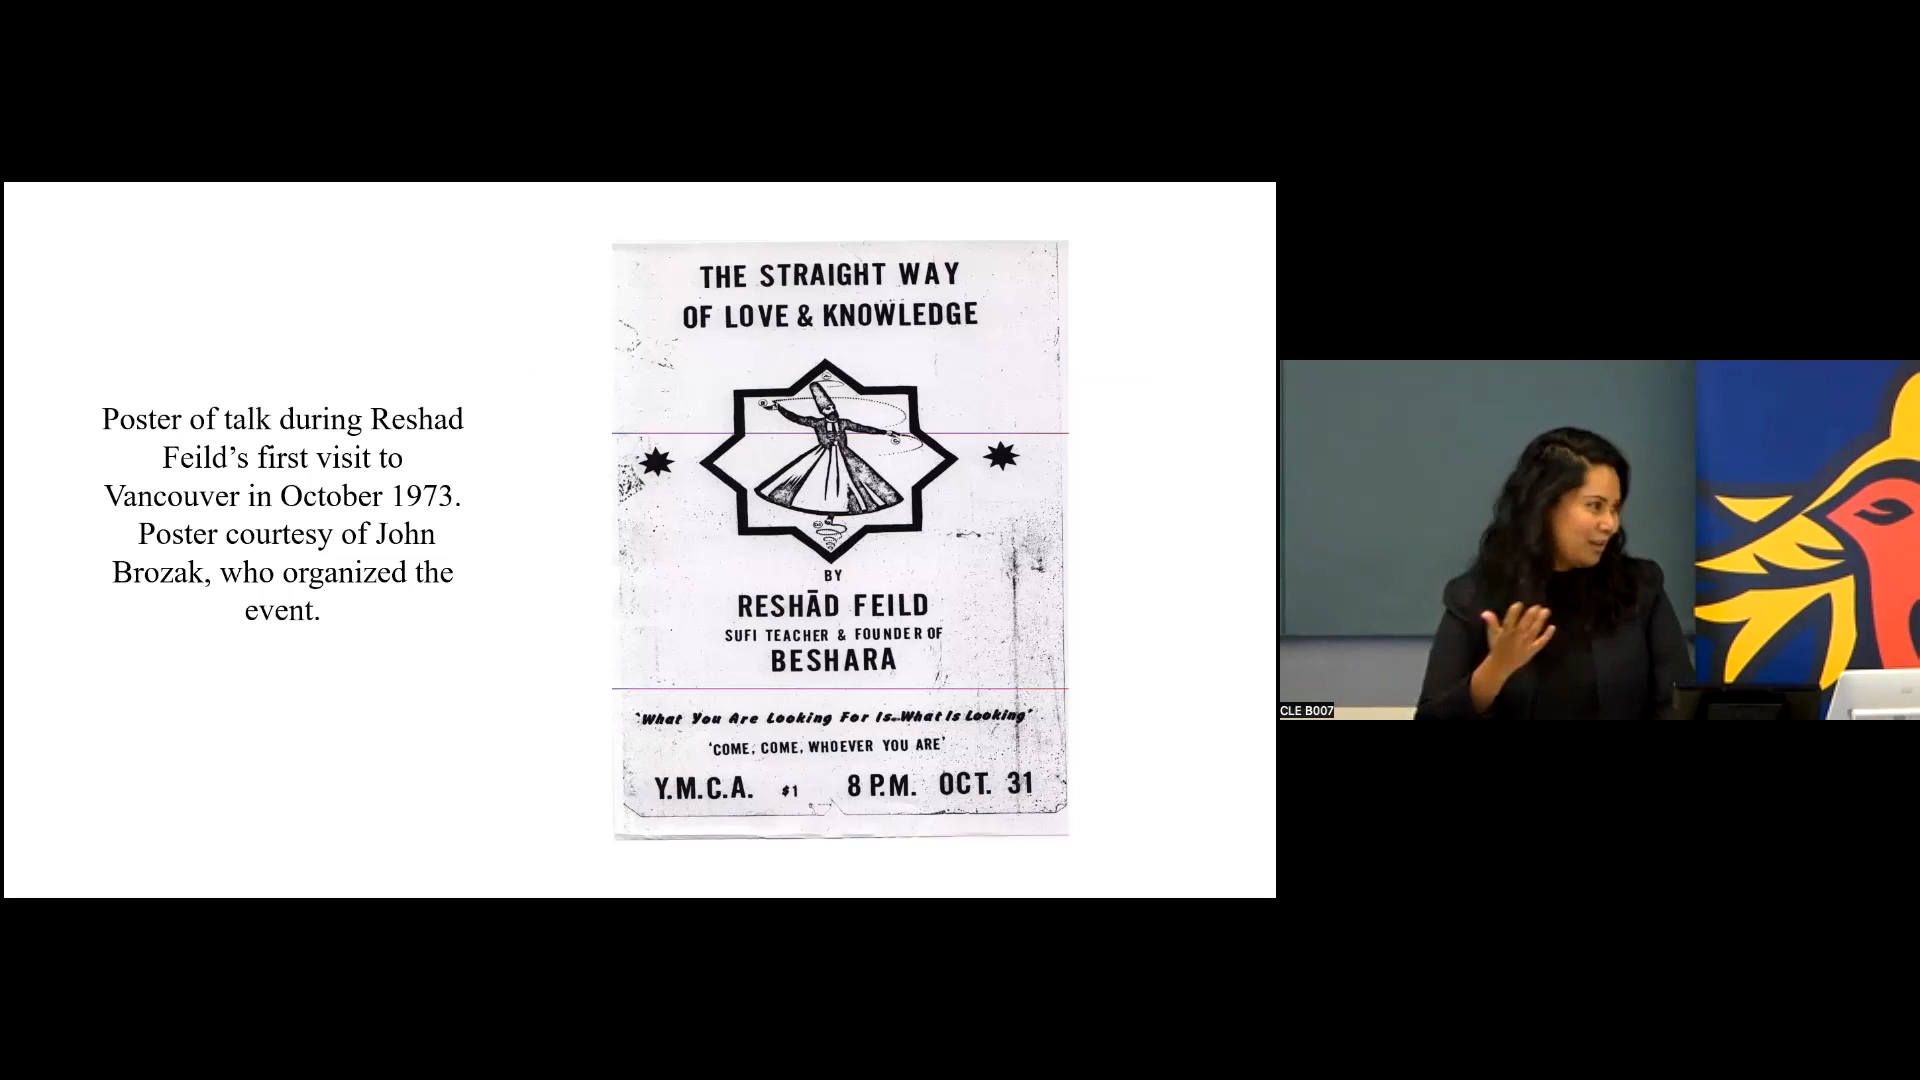 Poster of talk during Reshad
Feild’s first visit to
Vancouver in October 1973.
Poster courtesy of John
Brozak, who organized the
event.
THE STRAIGHT WAY
OF LOVE & KNOWLEDGE
BY
RESHĀD FEILD
SUFI TEACHER & FOUNDER OF
BESHARA
‘What You Are Looking For Is What Is Looking’
‘COME, COME, WHOEVER YOU ARE’
Y.M.C.A. $1 8 P.M. OCT. 31
CLE B007